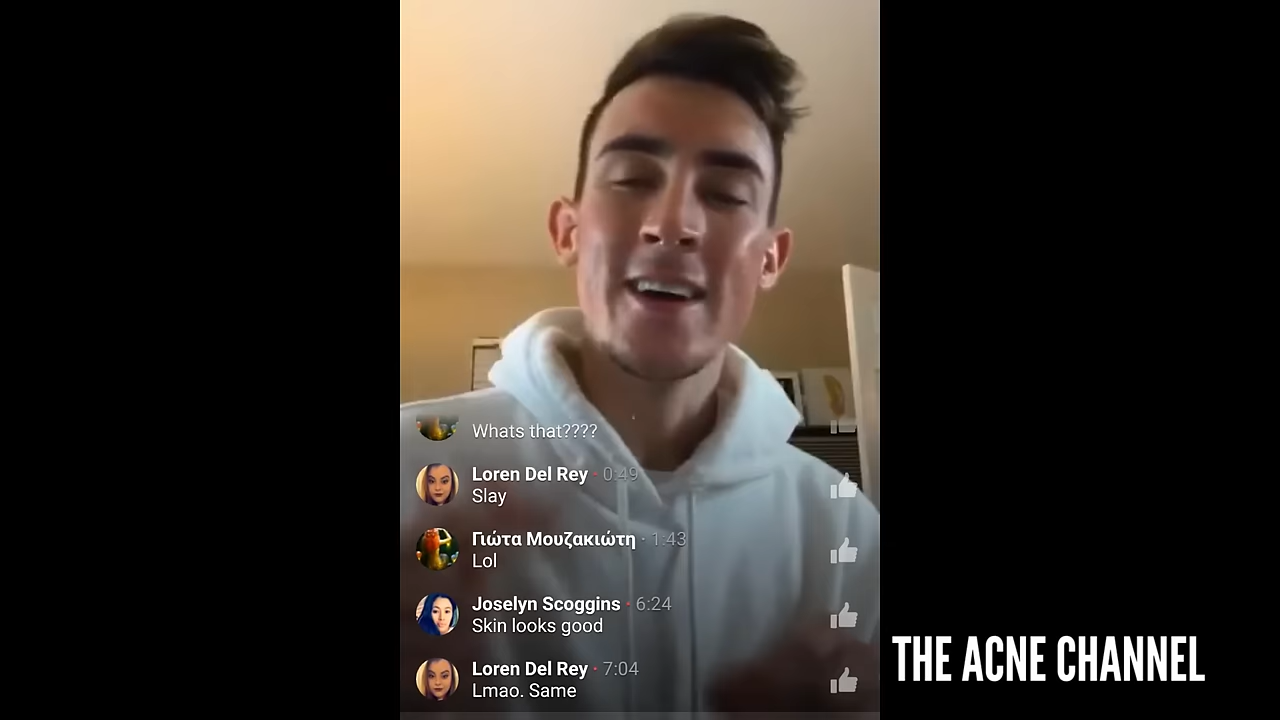 Whats that????
Loren Del Rey · 0:49
Slay
Γιώτα Μουζακιώτη · 1:43
Lol
Joselyn Scoggins · 6:24
Skin looks good
Loren Del Rey · 7:04
Lmao. Same
THE ACNE CHANNEL